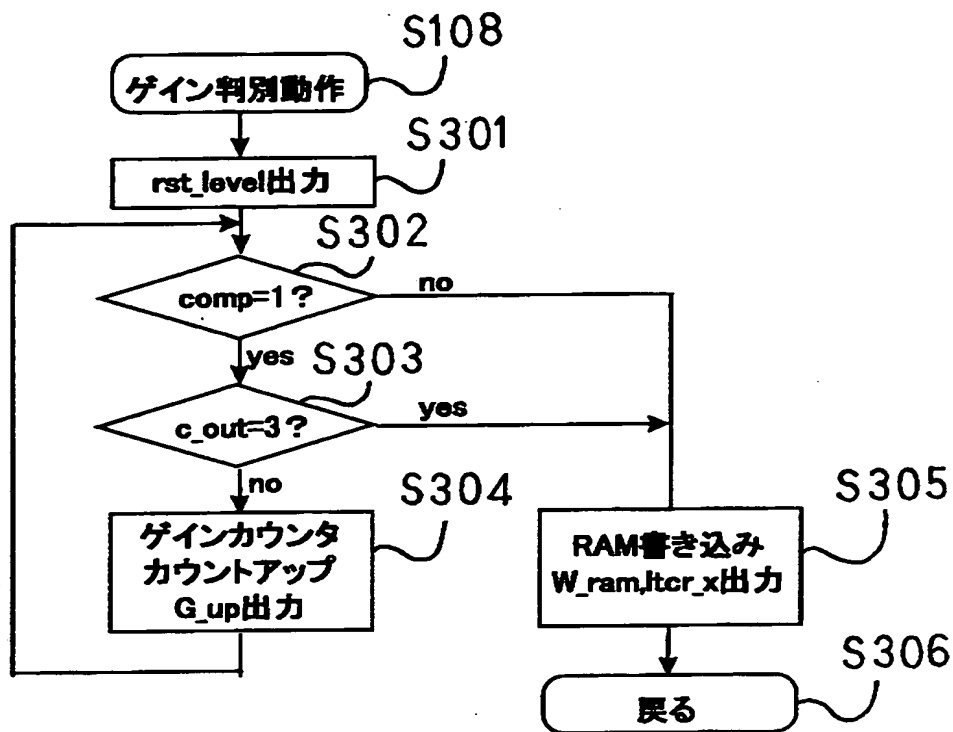 S108
ゲイン判別動作
S301
rst_level出力
S302
comp=1?
no
yes
S303
c_out=3?
yes
no
S304
ゲインカウンタ
カウントアップ
G_up出力
S305
RAM書き込み
W_ram,ltcr_x出力
S306
戻る